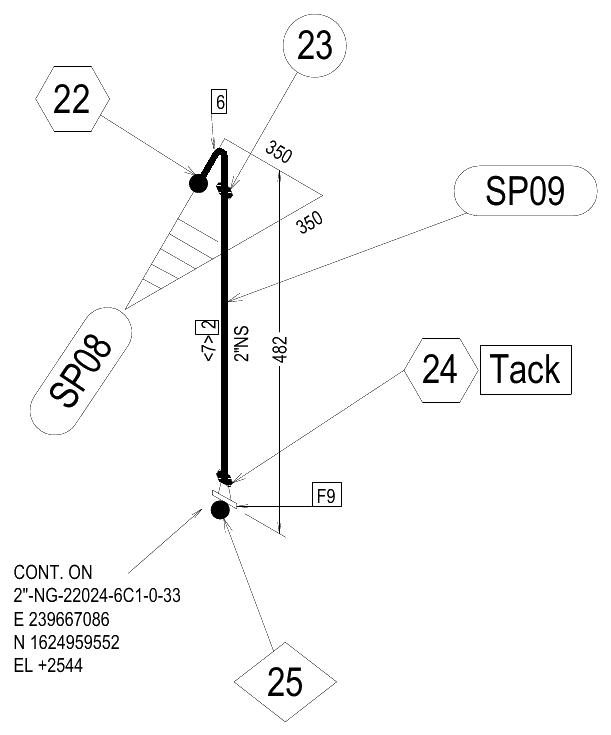 23
22
6
350
SP09
350
<7> 2
2"NS
482
SP08
24
Tack
F9
CONT. ON
2"-NG-22024-6C1-0-33
E 239667086
N 1624959552
EL +2544
25